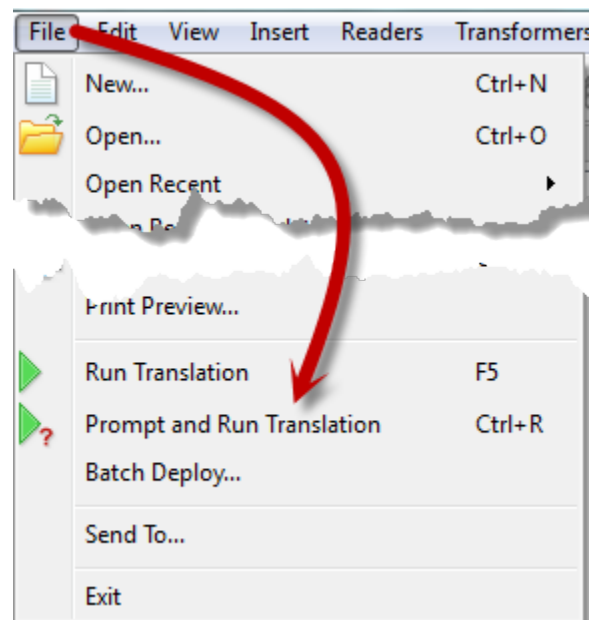 File Edit View Insert Readers Transformers
New... Ctrl+N
Open... Ctrl+O
Open Recent
Print Preview...
Run Translation F5
Prompt and Run Translation Ctrl+R
Batch Deploy...
Send To...
Exit